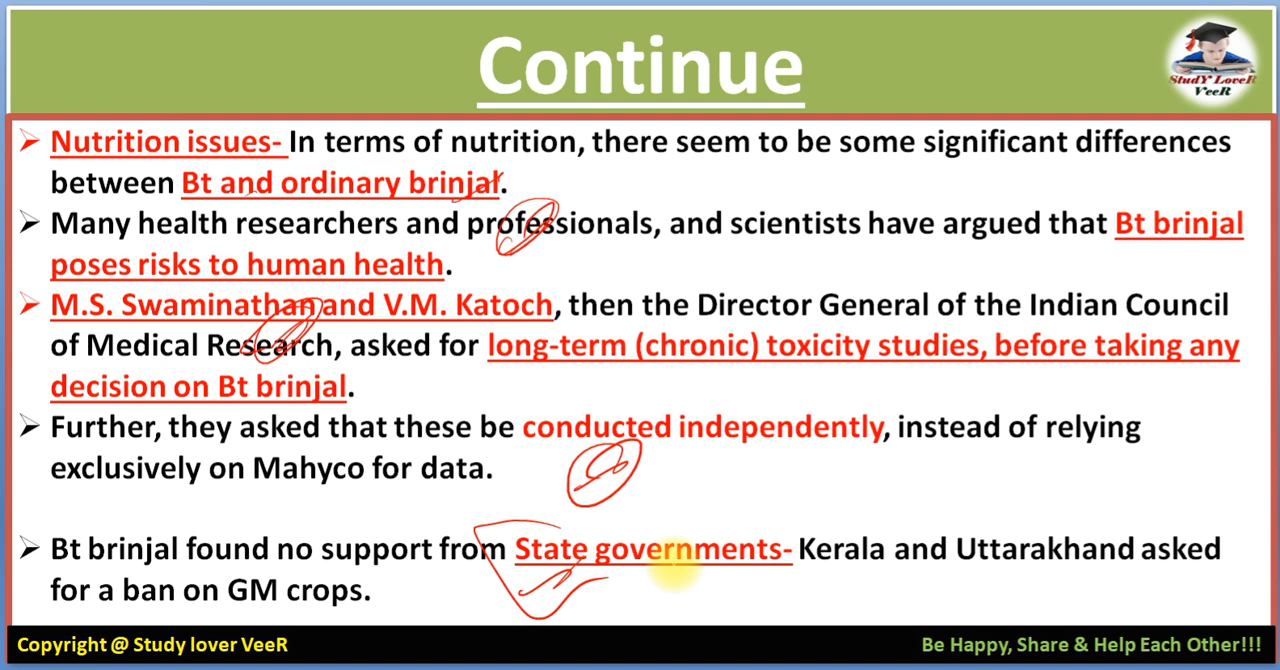 Continue
StudY LoveR
VeeR
➢ Nutrition issues- In terms of nutrition, there seem to be some significant differences
between Bt and ordinary brinjal.
➢ Many health researchers and professionals, and scientists have argued that Bt brinjal
poses risks to human health.
➢ M.S. Swaminathan and V.M. Katoch, then the Director General of the Indian Council
of Medical Research, asked for long-term (chronic) toxicity studies, before taking any
decision on Bt brinjal.
➢ Further, they asked that these be conducted independently, instead of relying
exclusively on Mahyco for data.
➢ Bt brinjal found no support from State governments- Kerala and Uttarakhand asked
for a ban on GM crops.
Copyright @ Study lover VeeR
Be Happy, Share & Help Each Other!!!